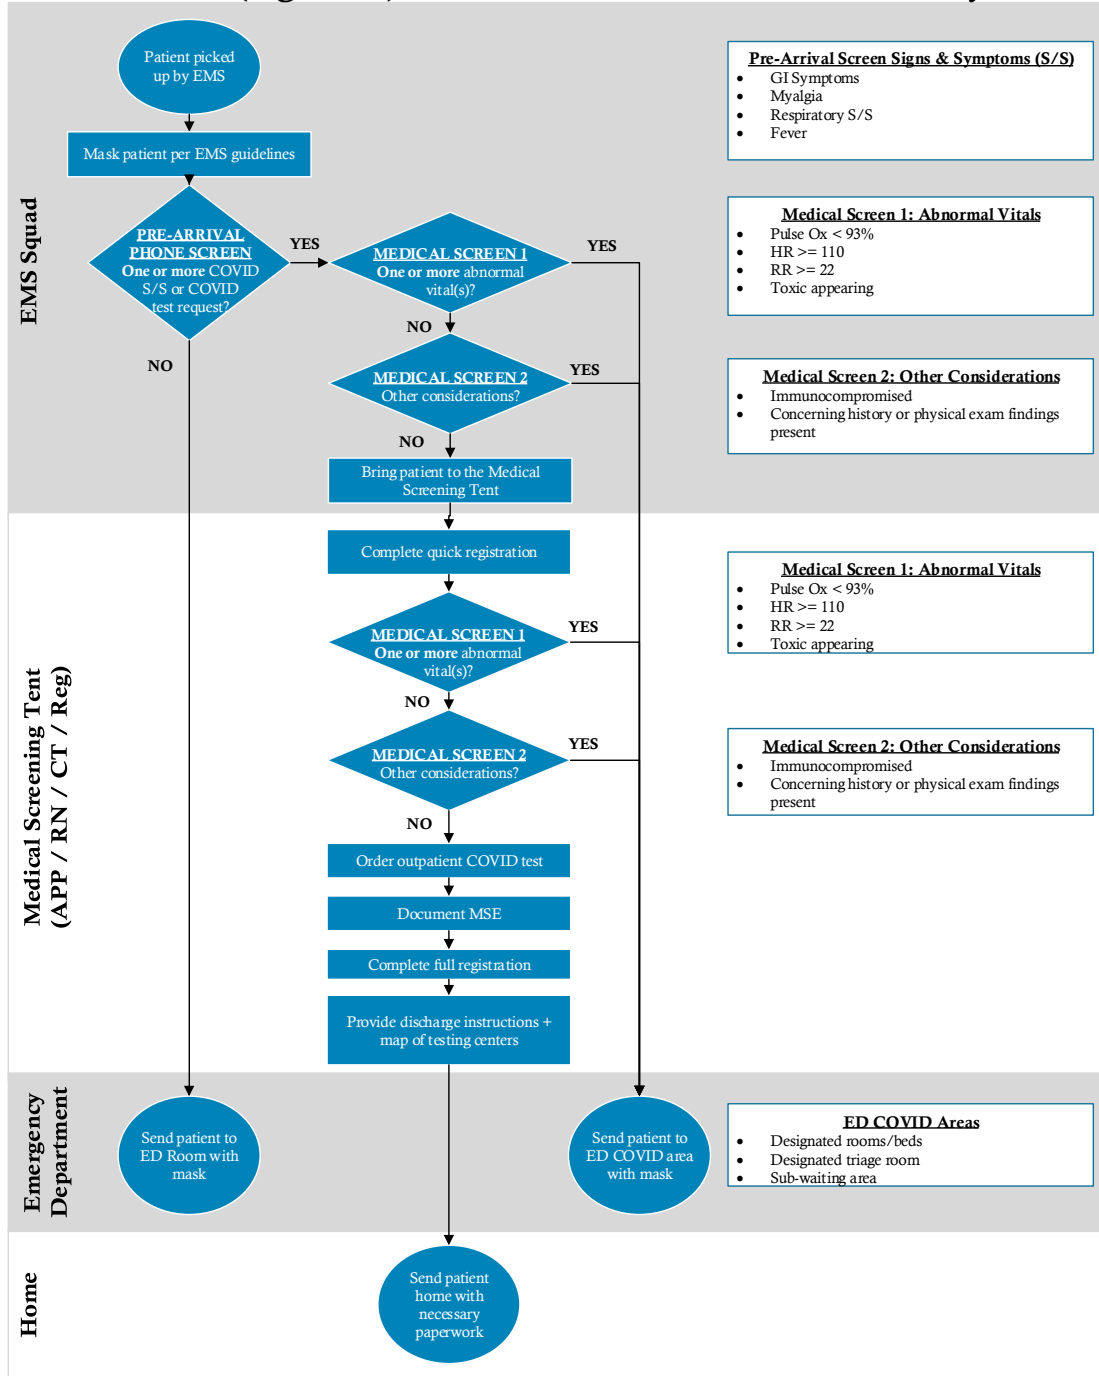 Patient picked
up by EMS
Mask patient per EMS guidelines
PRE-ARRIVAL
PHONE SCREEN
One or more COVID
S/S or COVID
test request?
YES
NO
MEDICAL SCREEN 1
One or more abnormal
vital(s)?
YES
NO
MEDICAL SCREEN 2
Other considerations?
YES
NO
Bring patient to the Medical
Screening Tent
EMS Squad
Pre-Arrival Screen Signs & Symptoms (S/S)
• GI Symptoms
• Myalgia
• Respiratory S/S
• Fever
Medical Screen 1: Abnormal Vitals
• Pulse Ox < 93%
• HR >= 110
• RR >= 22
• Toxic appearing
Medical Screen 2: Other Considerations
• Immunocompromised
• Concerning history or physical exam findings
present
Medical Screening Tent
(APP / RN / CT / Reg)
Complete quick registration
MEDICAL SCREEN 1
One or more abnormal
vital(s)?
YES
NO
MEDICAL SCREEN 2
Other considerations?
YES
NO
Order outpatient COVID test
Document MSE
Complete full registration
Provide discharge instructions +
map of testing centers
Medical Screen 1: Abnormal Vitals
• Pulse Ox < 93%
• HR >= 110
• RR >= 22
• Toxic appearing
Medical Screen 2: Other Considerations
• Immunocompromised
• Concerning history or physical exam findings
present
Emergency
Department
Send patient to
ED Room with
mask
Send patient to
ED COVID area
with mask
ED COVID Areas
• Designated rooms/beds
• Designated triage room
• Sub-waiting area
Home
Send patient
home with
necessary
paperwork